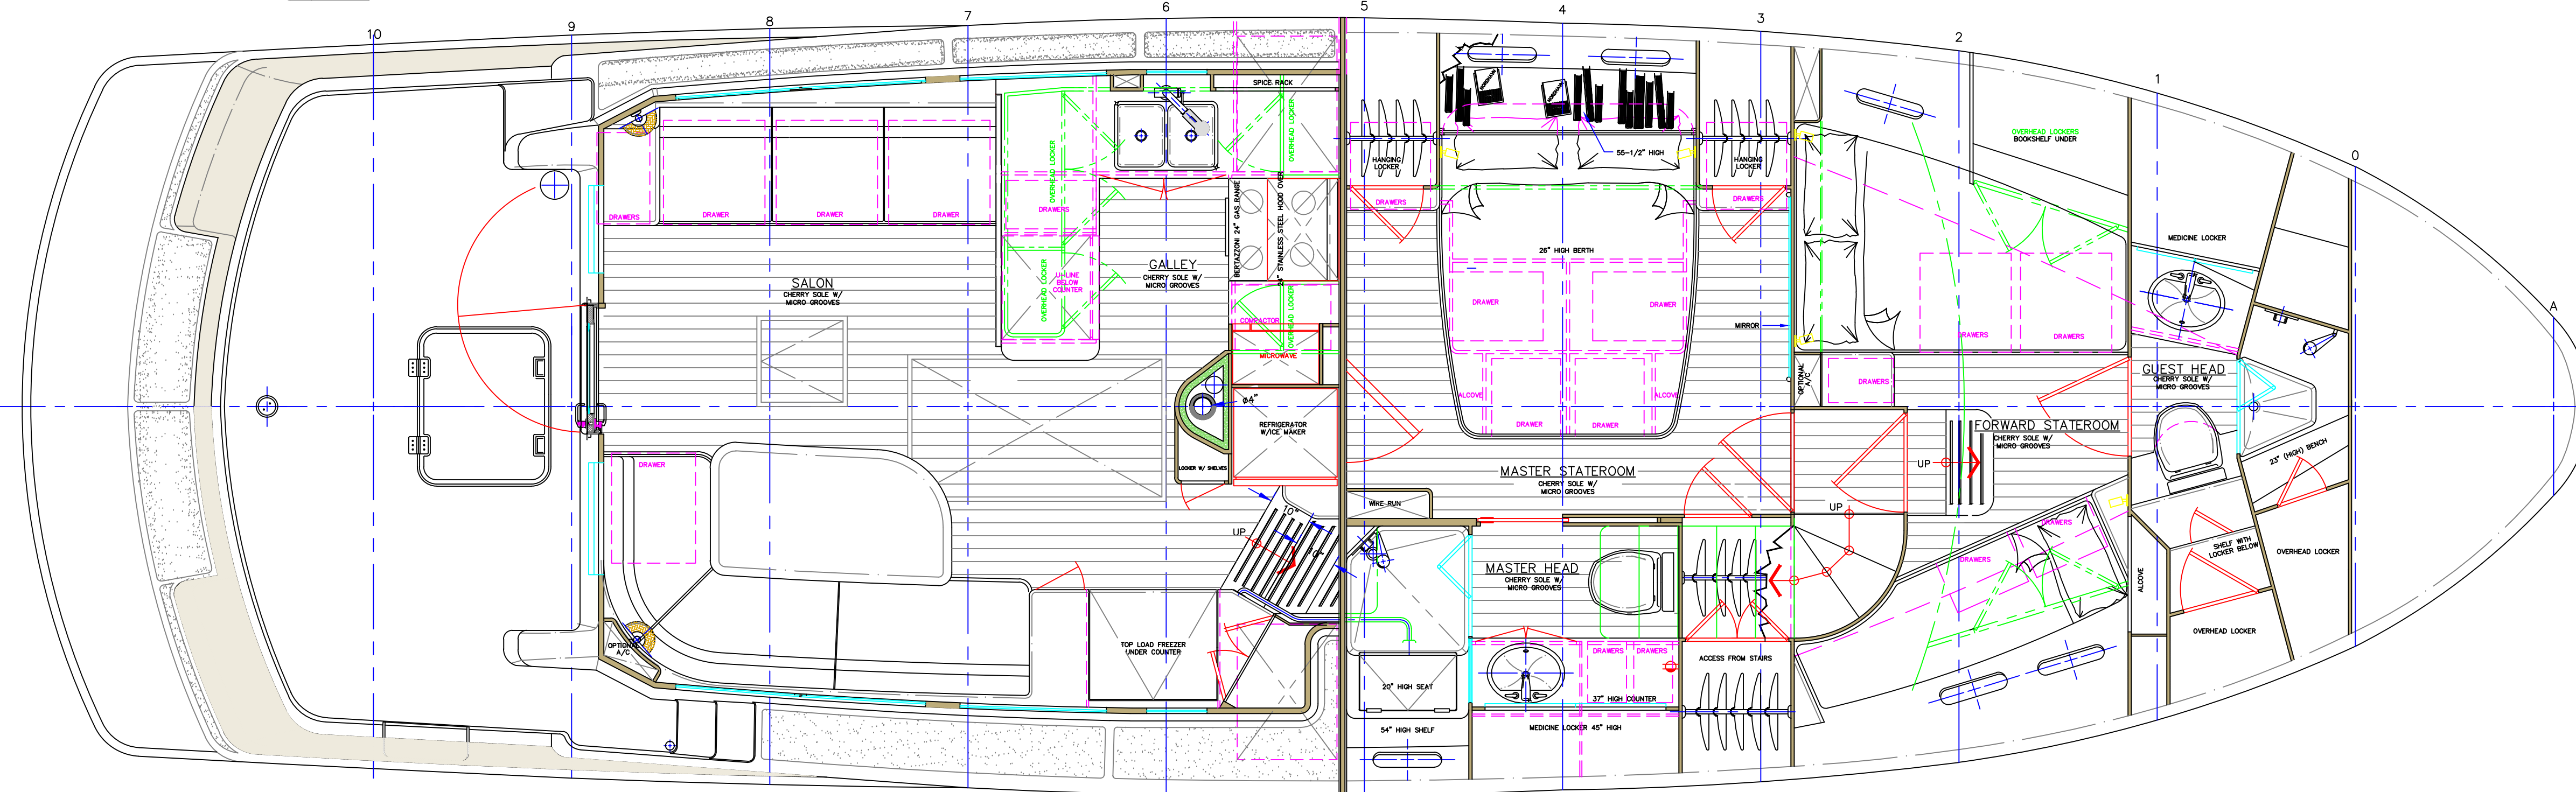 10
9
8
7
6
5
4
3
2
1
0
A
SPICE RACK
OVERHEAD LOCKER
OVERHEAD LOCKER
HANGING
LOCKER
HORIZON
HORIZON
55-1/2" HIGH
HANGING
LOCKER
OVERHEAD LOCKERS
BOOKSHELF UNDER
DRAWERS
DRAWER
DRAWER
DRAWER
DRAWERS
BERTAZZONI 24" GAS RANGE
24" STAINLESS STEEL HOOD OVER
DRAWERS
DRAWERS
MEDICINE LOCKER
26" HIGH BERTH
SALON
CHERRY SOLE W/
MICRO GROOVES
OVERHEAD LOCKER
U-LINE
BELOW
COUNTER
GALLEY
CHERRY SOLE W/
MICRO GROOVES
OVERHEAD LOCKER
COMPACTOR
MICROWAVE
DRAWER
DRAWER
MIRROR
DRAWERS
DRAWERS
OPTIONAL
A/C
DRAWERS
GUEST HEAD
CHERRY SOLE W/
MICRO GROOVES
ø4"
ALCOVE
ALCOVE
DRAWER
DRAWER
REFRIGERATOR
W/ICE MAKER
FORWARD STATEROOM
CHERRY SOLE W/
MICRO GROOVES
23" (HIGH) BENCH
DRAWER
LOCKER W/ SHELVES
MASTER STATEROOM
CHERRY SOLE W/
MICRO GROOVES
UP
WIRE RUN
UP
10"
10"
UP
DRAWERS
DRAWERS
SHELF WITH
LOCKER BELOW
OVERHEAD LOCKER
MASTER HEAD
CHERRY SOLE W/
MICRO GROOVES
ALCOVE
OVERHEAD LOCKER
OPTIONAL
A/C
TOP LOAD FREEZER
UNDER COUNTER
DRAWERS
DRAWERS
ACCESS FROM STAIRS
20" HIGH SEAT
37" HIGH COUNTER
54" HIGH SHELF
MEDICINE LOCKER 45" HIGH